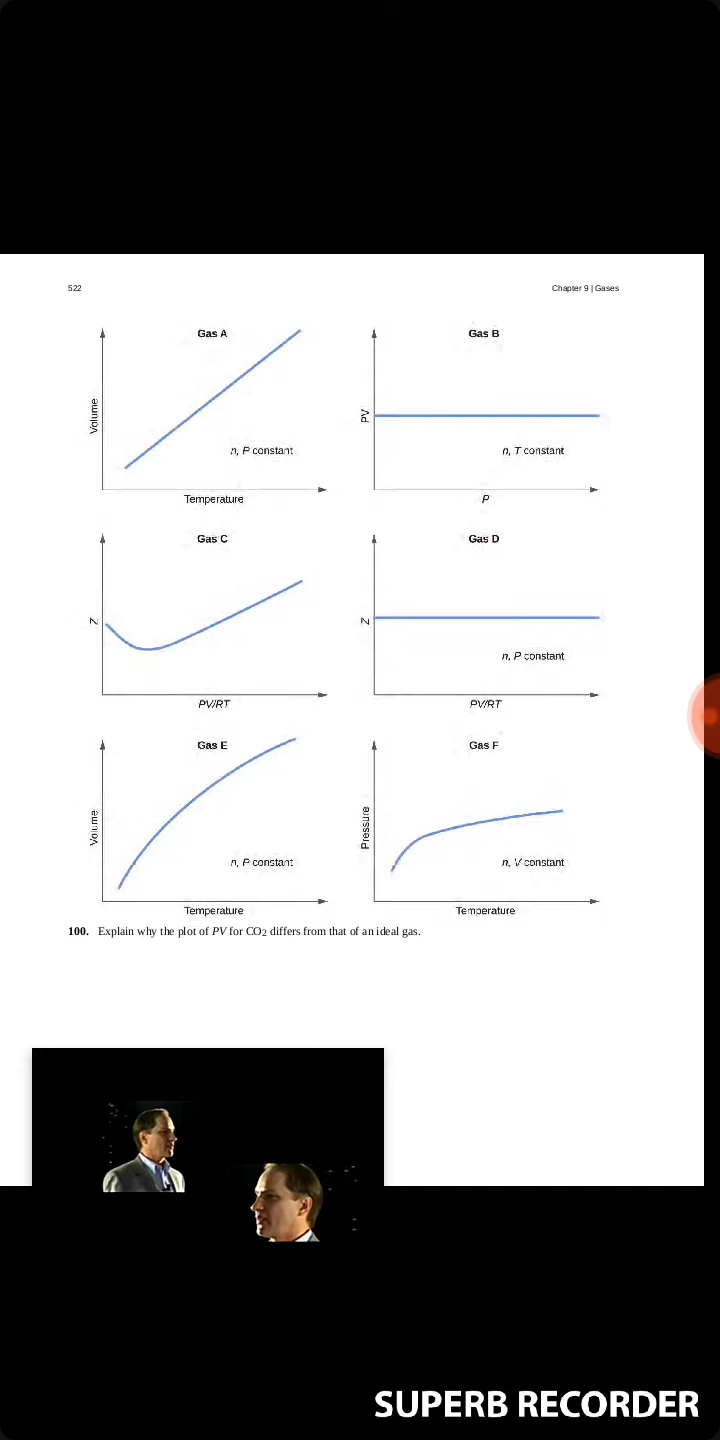 522
Chapter 9 | Gases
Gas A
Volume
n, P constant
Temperature
Gas B
PV
n, T constant
P
Gas C
Z
PV/RT
Gas D
Z
n, P constant
PV/RT
Gas E
Volume
n, P constant
Temperature
Gas F
Pressure
n, V constant
Temperature
100. Explain why the plot of PV for CO2 differs from that of an ideal gas.
SUPERB RECORDER